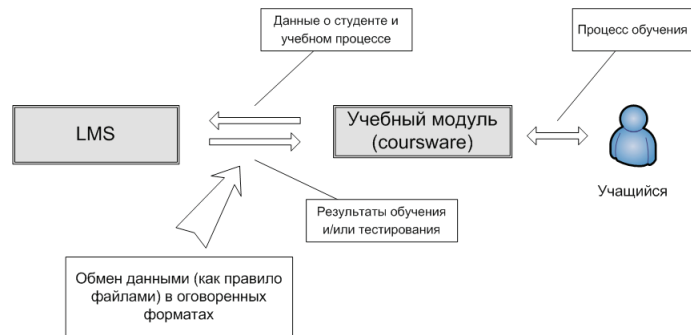 Данные о студенте и
учебном процессе
Процесс обучения
LMS
Учебный модуль
(coursware)
Учащийся
Результаты обучения
и/или тестирования
Обмен данными (как правило
файлами) в оговоренных
форматах